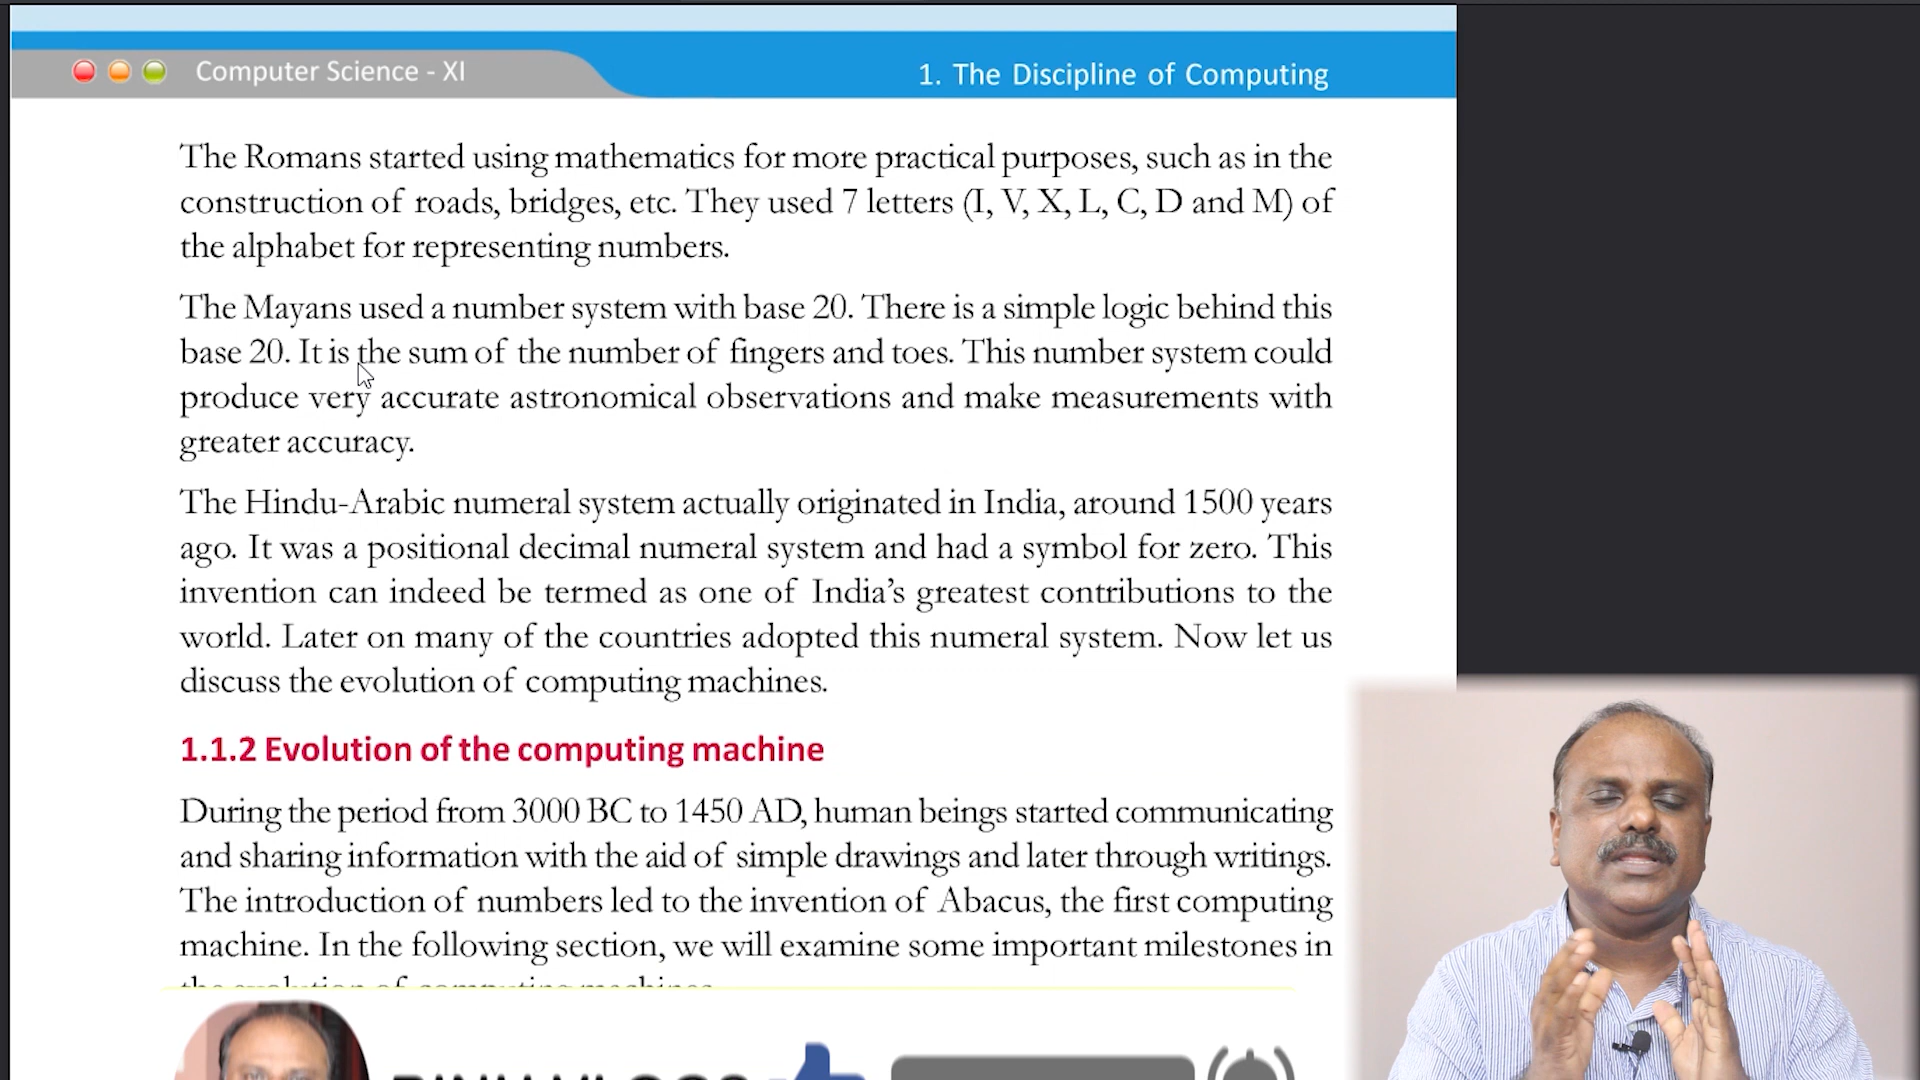 Computer Science - XI
1. The Discipline of Computing
The Romans started using mathematics for more practical purposes, such as in the
construction of roads, bridges, etc. They used 7 letters (I, V, X, L, C, D and M) of
the alphabet for representing numbers.
The Mayans used a number system with base 20. There is a simple logic behind this
base 20. It is the sum of the number of fingers and toes. This number system could
produce very accurate astronomical observations and make measurements with
greater accuracy.
The Hindu-Arabic numeral system actually originated in India, around 1500 years
ago. It was a positional decimal numeral system and had a symbol for zero. This
invention can indeed be termed as one of India’s greatest contributions to the
world. Later on many of the countries adopted this numeral system. Now let us
discuss the evolution of computing machines.
1.1.2 Evolution of the computing machine
During the period from 3000 BC to 1450 AD, human beings started communicating
and sharing information with the aid of simple drawings and later through writings.
The introduction of numbers led to the invention of Abacus, the first computing
machine. In the following section, we will examine some important milestones in
the evolution of computing machines.